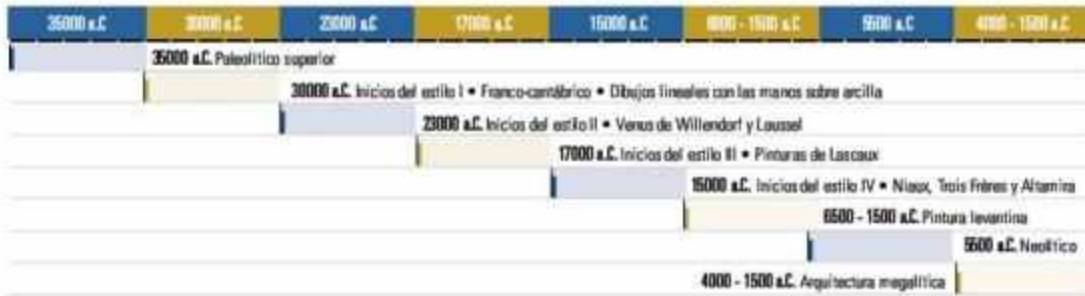 35000 a.C 30000 a.C 23000 a.C 17000 a.C 15000 a.C 6000 - 1500 a.C 5500 a.C 4000 - 1500 a.C
35000 a.C. Paleolítico superior
30000 a.C. Inicios del estilo I • Franco-cantábrico • Dibujos lineales con las manos sobre arcilla
23000 a.C. Inicios del estilo II • Venus de Willendorf y Laussel
17000 a.C. Inicios del estilo III • Pinturas de Lascaux
15000 a.C. Inicios del estilo IV • Niaux, Trois Frères y Altamira
6500 - 1500 a.C. Pintura levantina
5500 a.C. Neolítico
4000 - 1500 a.C. Arquitectura megalítica